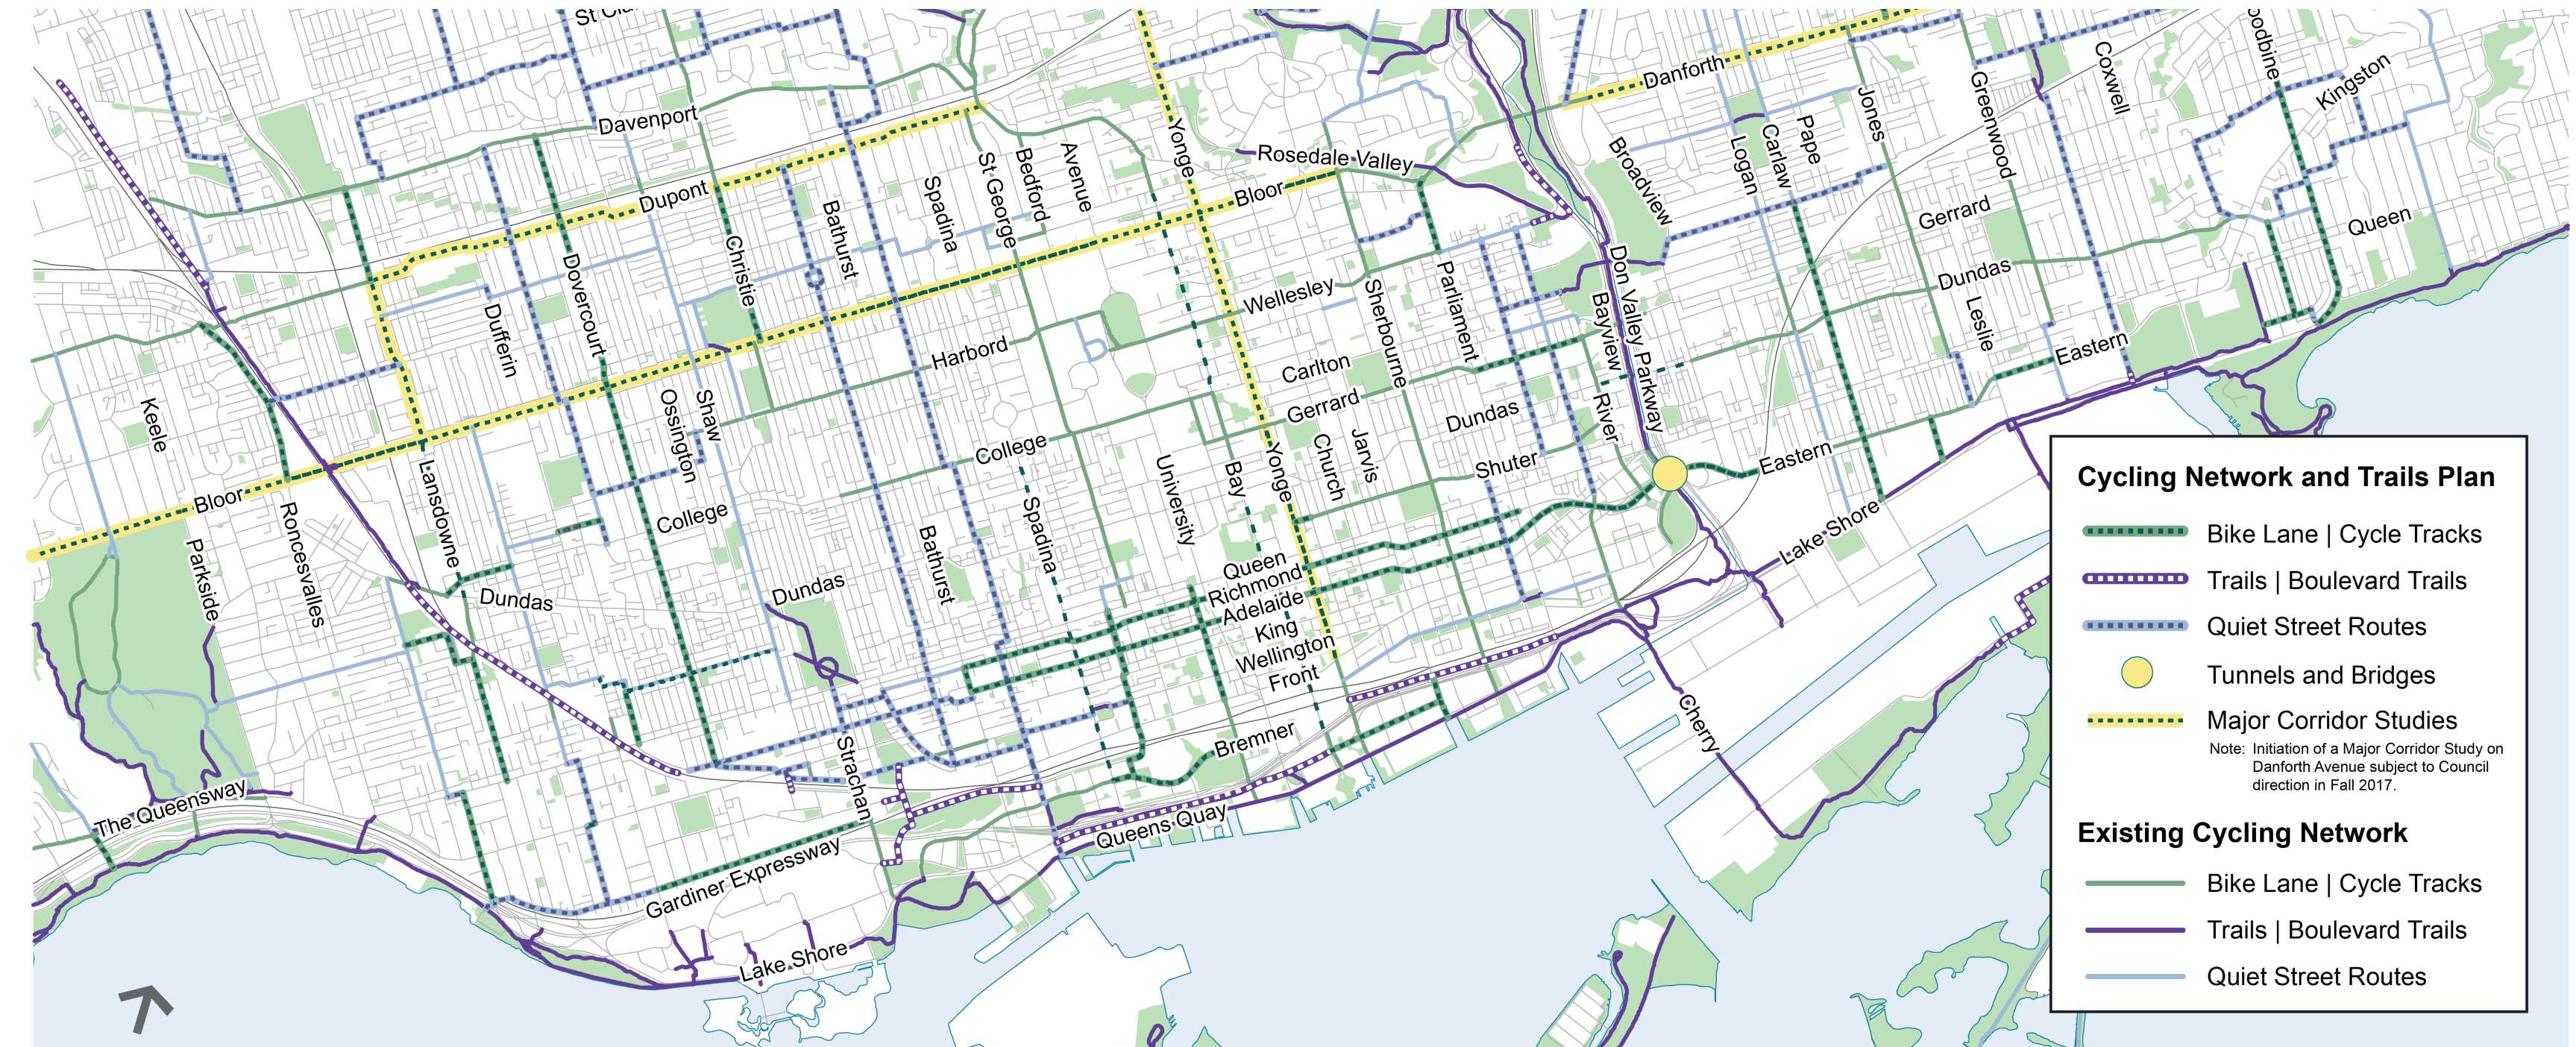 St Cla
Davenport
Dupont
Danforth
Kingston
Coxwell
Greenwood
Jones
Pape
Carlaw
Logan
Broadview
Yonge
Rosedale Valley
Bloor
Avenue
Bedford
St George
Spadina
Bathurst
Christie
Dovercourt
Dufferin
Keele
Gerrard
Queen
Dundas
Leslie
Eastern
Don Valley Parkway
Bayview
River
Parliament
Sherbourne
Wellesley
Harbord
Carlton
Gerrard
Dundas
Shuter
Church
Jarvis
Yonge
Bay
University
College
Spadina
Ossington
Shaw
College
Lansdowne
Bloor
Roncesvalles
Parkside
Dundas
Dundas
Bathurst
Queen
Richmond
Adelaide
King
Wellington
Front
Eastern
Lake Shore
Cherry
Bremner
Queens Quay
Strachan
Gardiner Expressway
Lake Shore
The Queensway
Cycling Network and Trails Plan
Bike Lane | Cycle Tracks
Trails | Boulevard Trails
Quiet Street Routes
Tunnels and Bridges
Major Corridor Studies
Note: Initiation of a Major Corridor Study on
Danforth Avenue subject to Council
direction in Fall 2017.
Existing Cycling Network
Bike Lane | Cycle Tracks
Trails | Boulevard Trails
Quiet Street Routes
oodbine